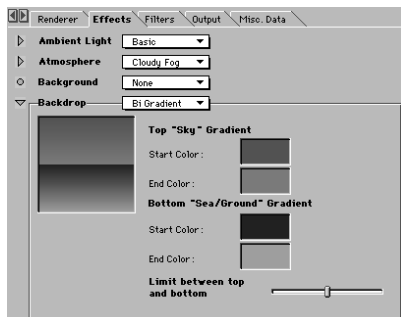 Renderer Effects Filters Output Misc. Data
Ambient Light Basic
Atmosphere Cloudy Fog
Background None
Backdrop Bi Gradient
Top "Sky" Gradient
Start Color :
End Color :
Bottom "Sea/Ground" Gradient
Start Color :
End Color :
Limit between top
and bottom